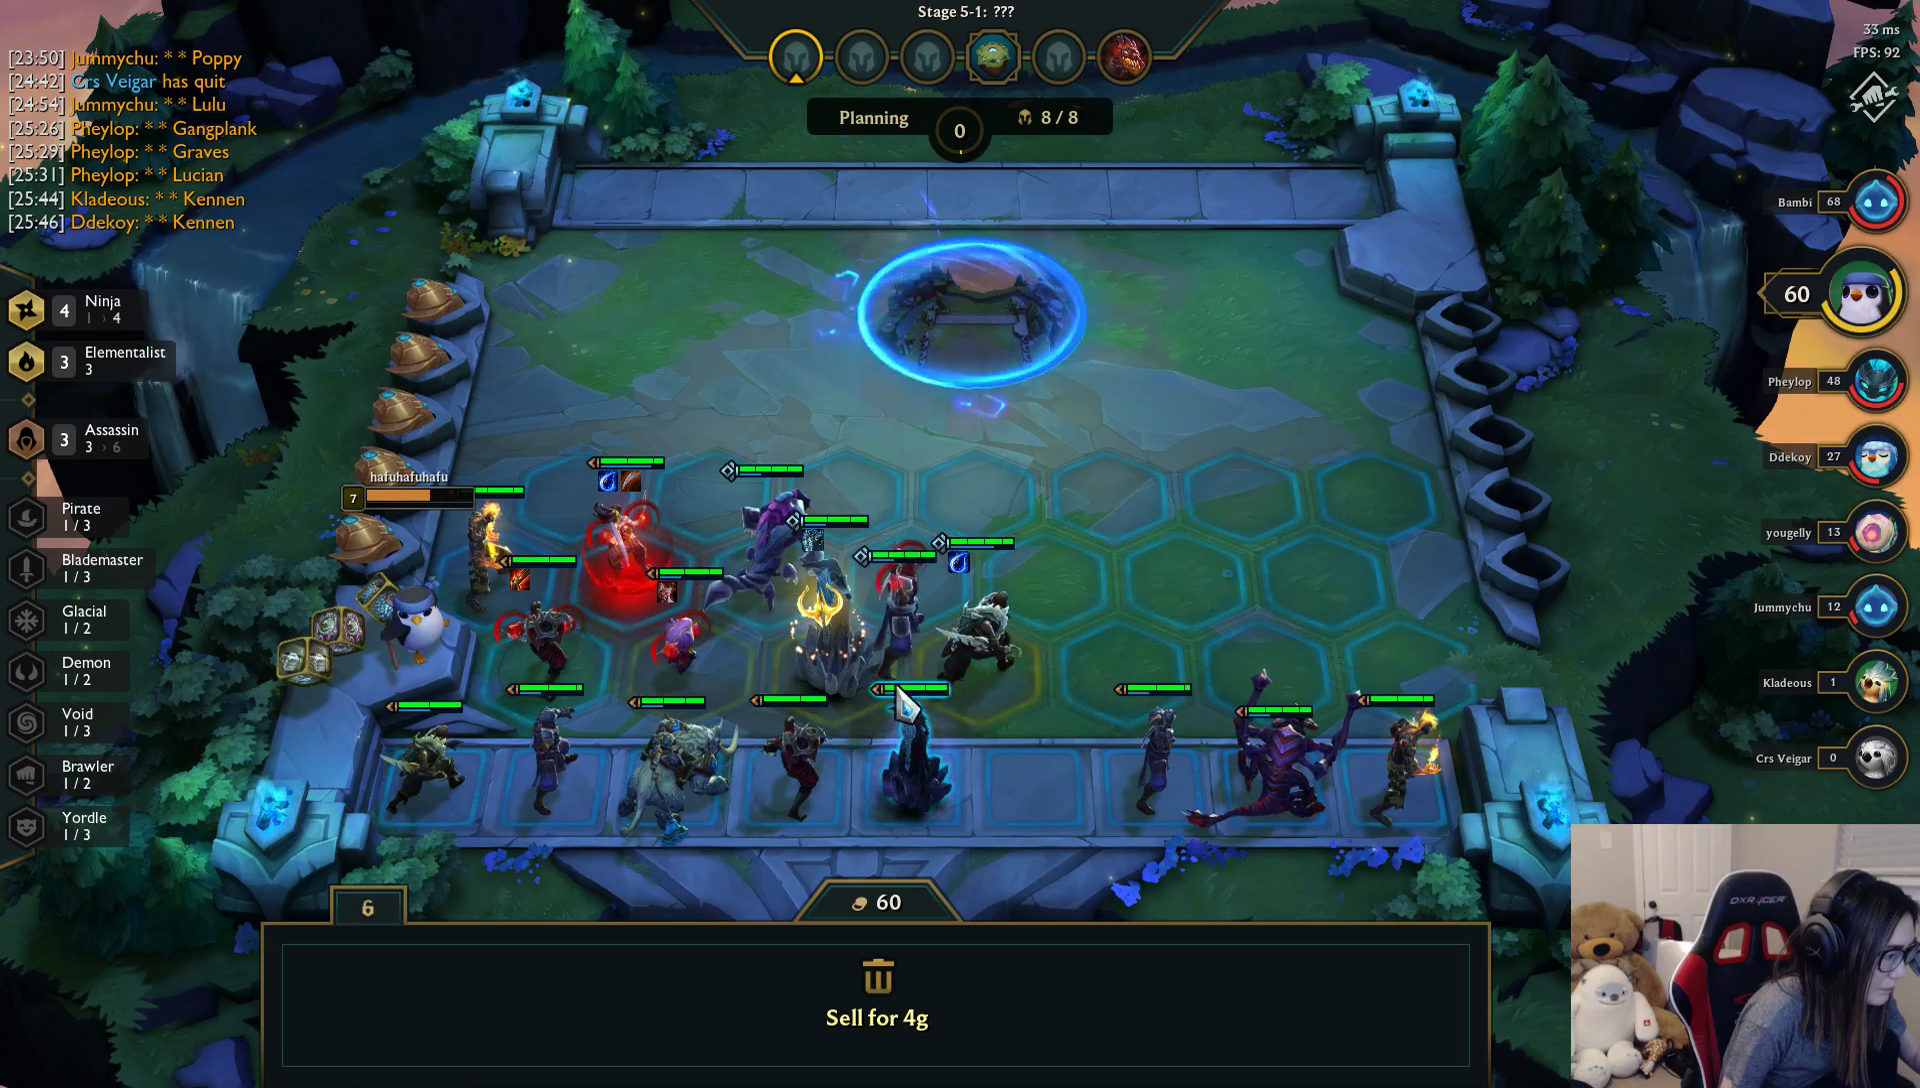 Stage 5-1: ???
33 ms
FPS: 92
[23:50] Jummychu: * * Poppy
[24:42] Crs Veigar has quit
[24:54] Jummychu: * * Lulu
[25:26] Pheylop: * * Gangplank
[25:29] Pheylop: * * Graves
[25:31] Pheylop: * * Lucian
[25:44] Kladeous: * * Kennen
[25:46] Ddekoy: * * Kennen
Planning
0
8 / 8
Bambi 68
60
Pheylop 48
Ddekoy 27
yougelly 13
Jummychu 12
Kladeous 1
Crs Veigar 0
4 Ninja
1 › 4
3 Elementalist
3
3 Assassin
3 › 6
Pirate
1 / 3
Blademaster
1 / 3
Glacial
1 / 2
Demon
1 / 2
Void
1 / 3
Brawler
1 / 2
Yordle
1 / 3
hafuhafuhafu
7
6
60
Sell for 4g
DXRACER